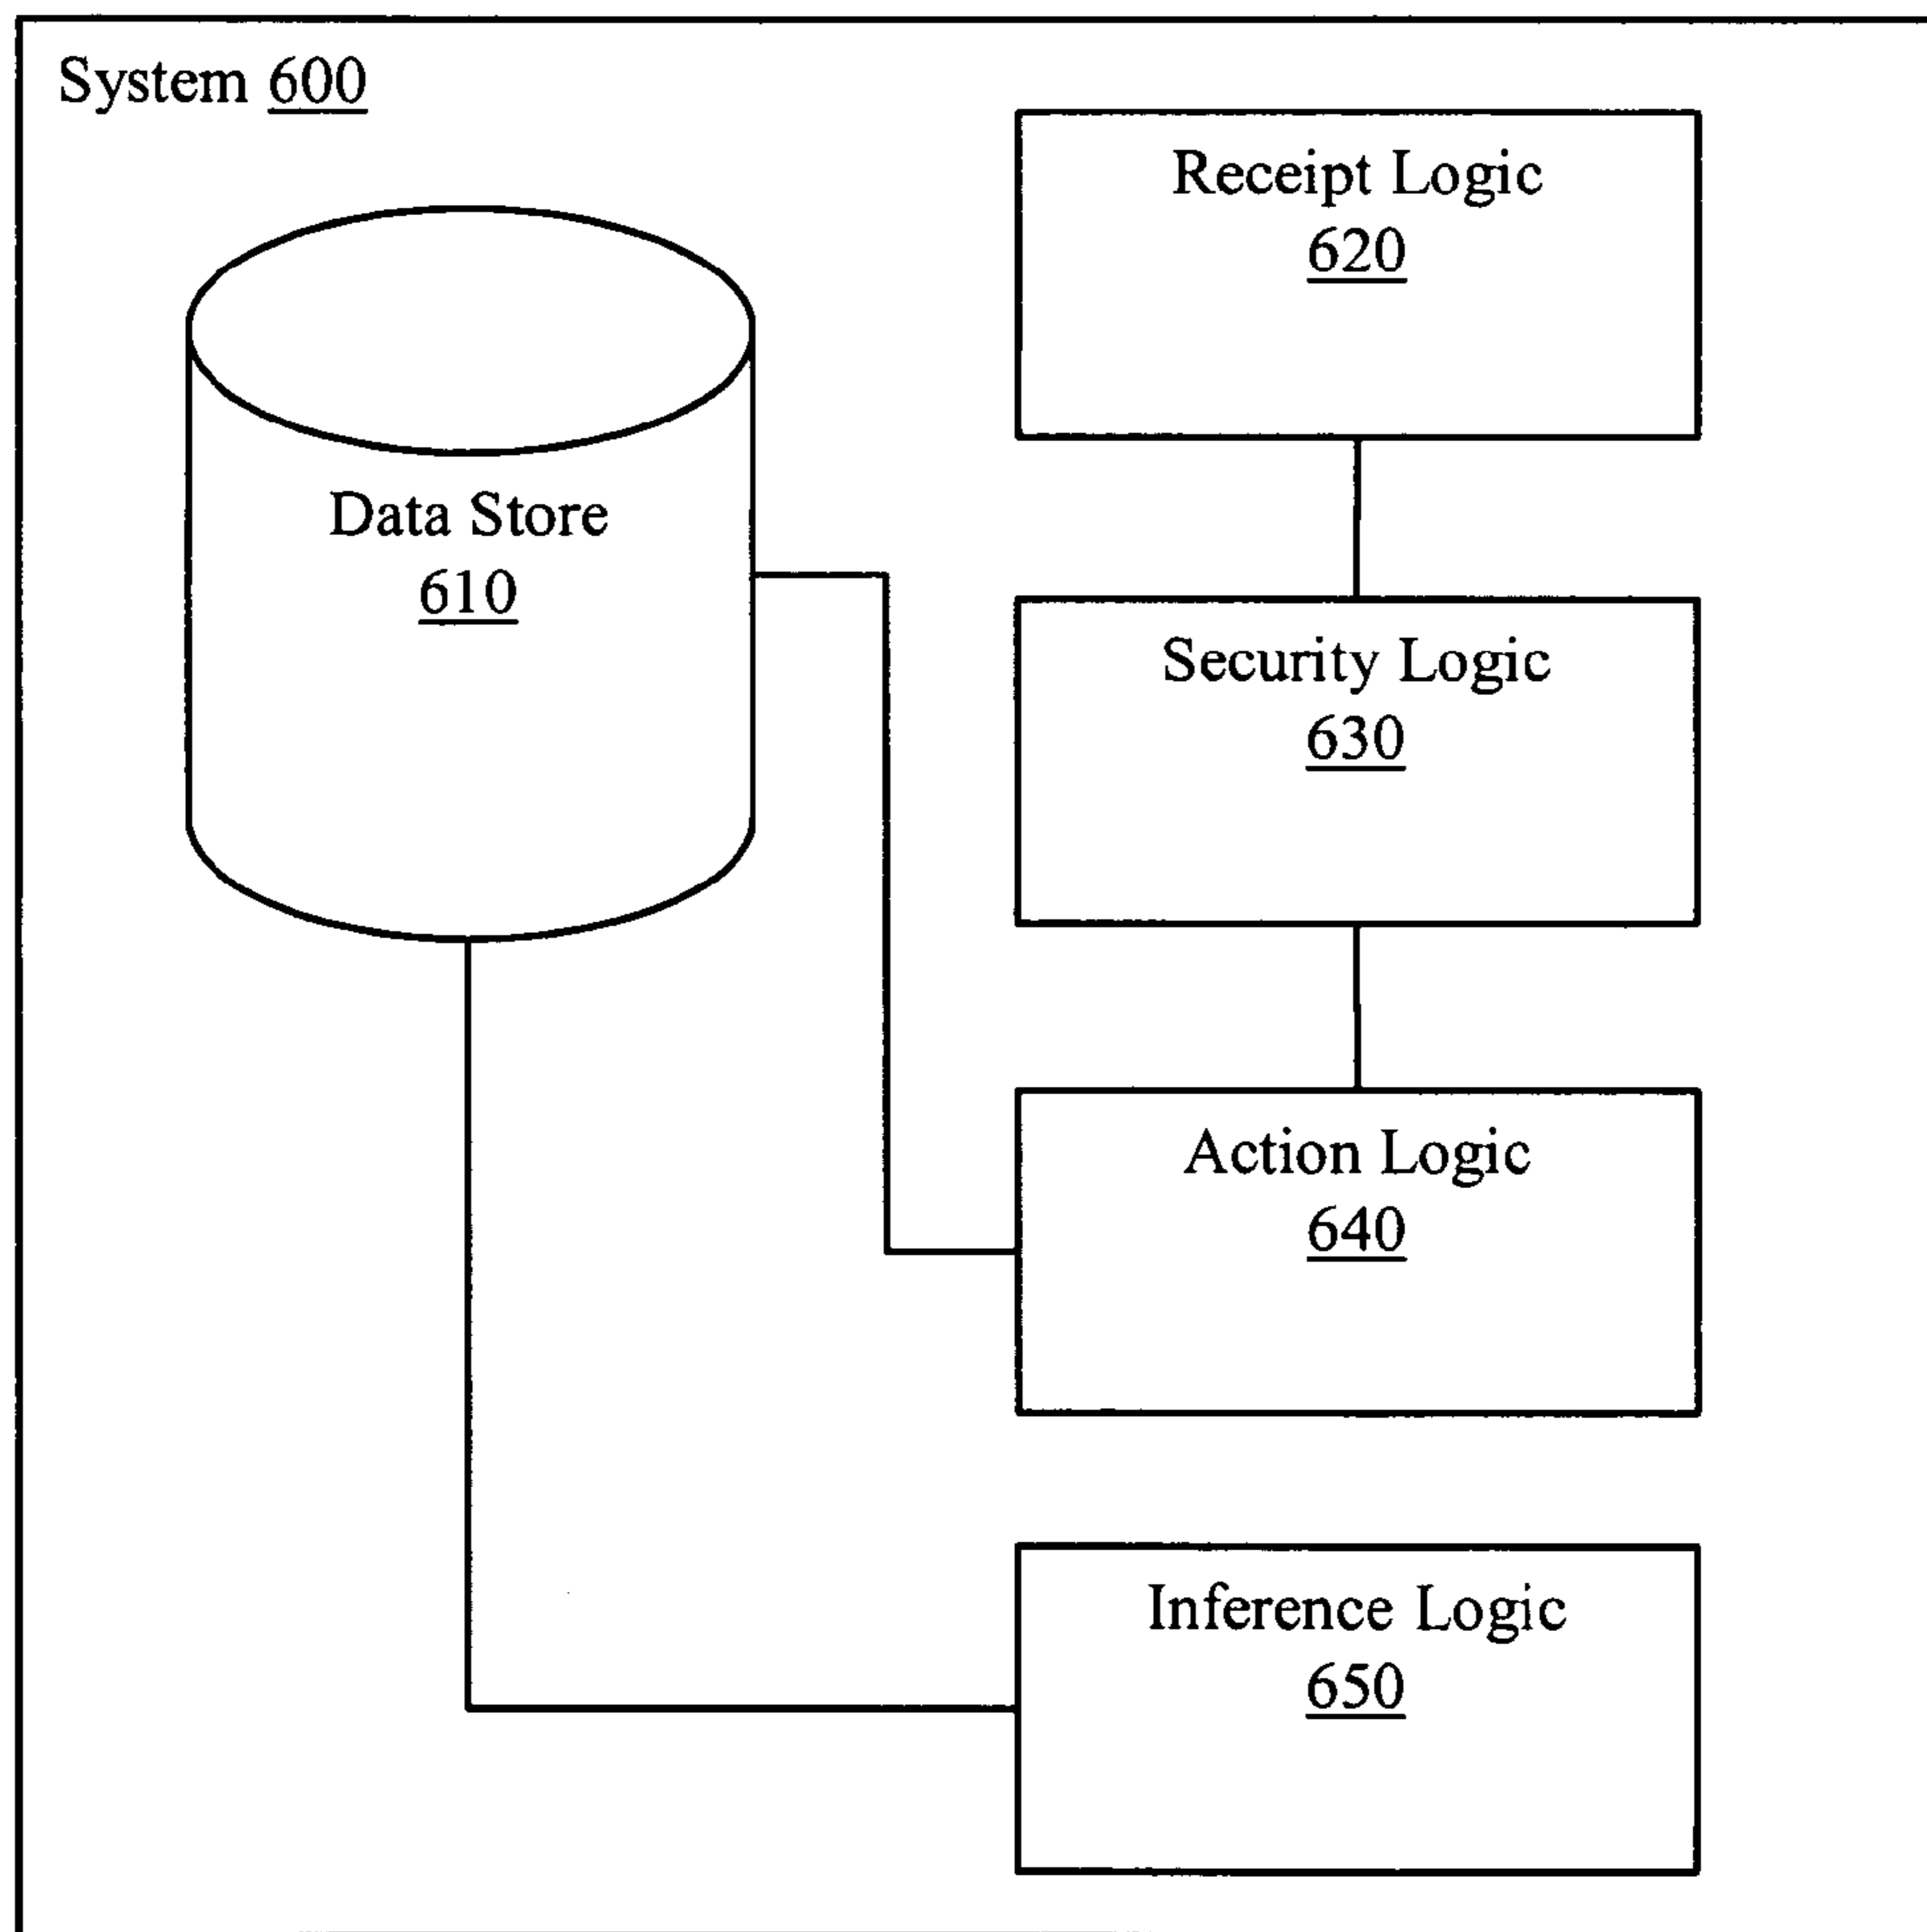 System 600
Receipt Logic
620
Data Store
610
Security Logic
630
Action Logic
640
Inference Logic
650